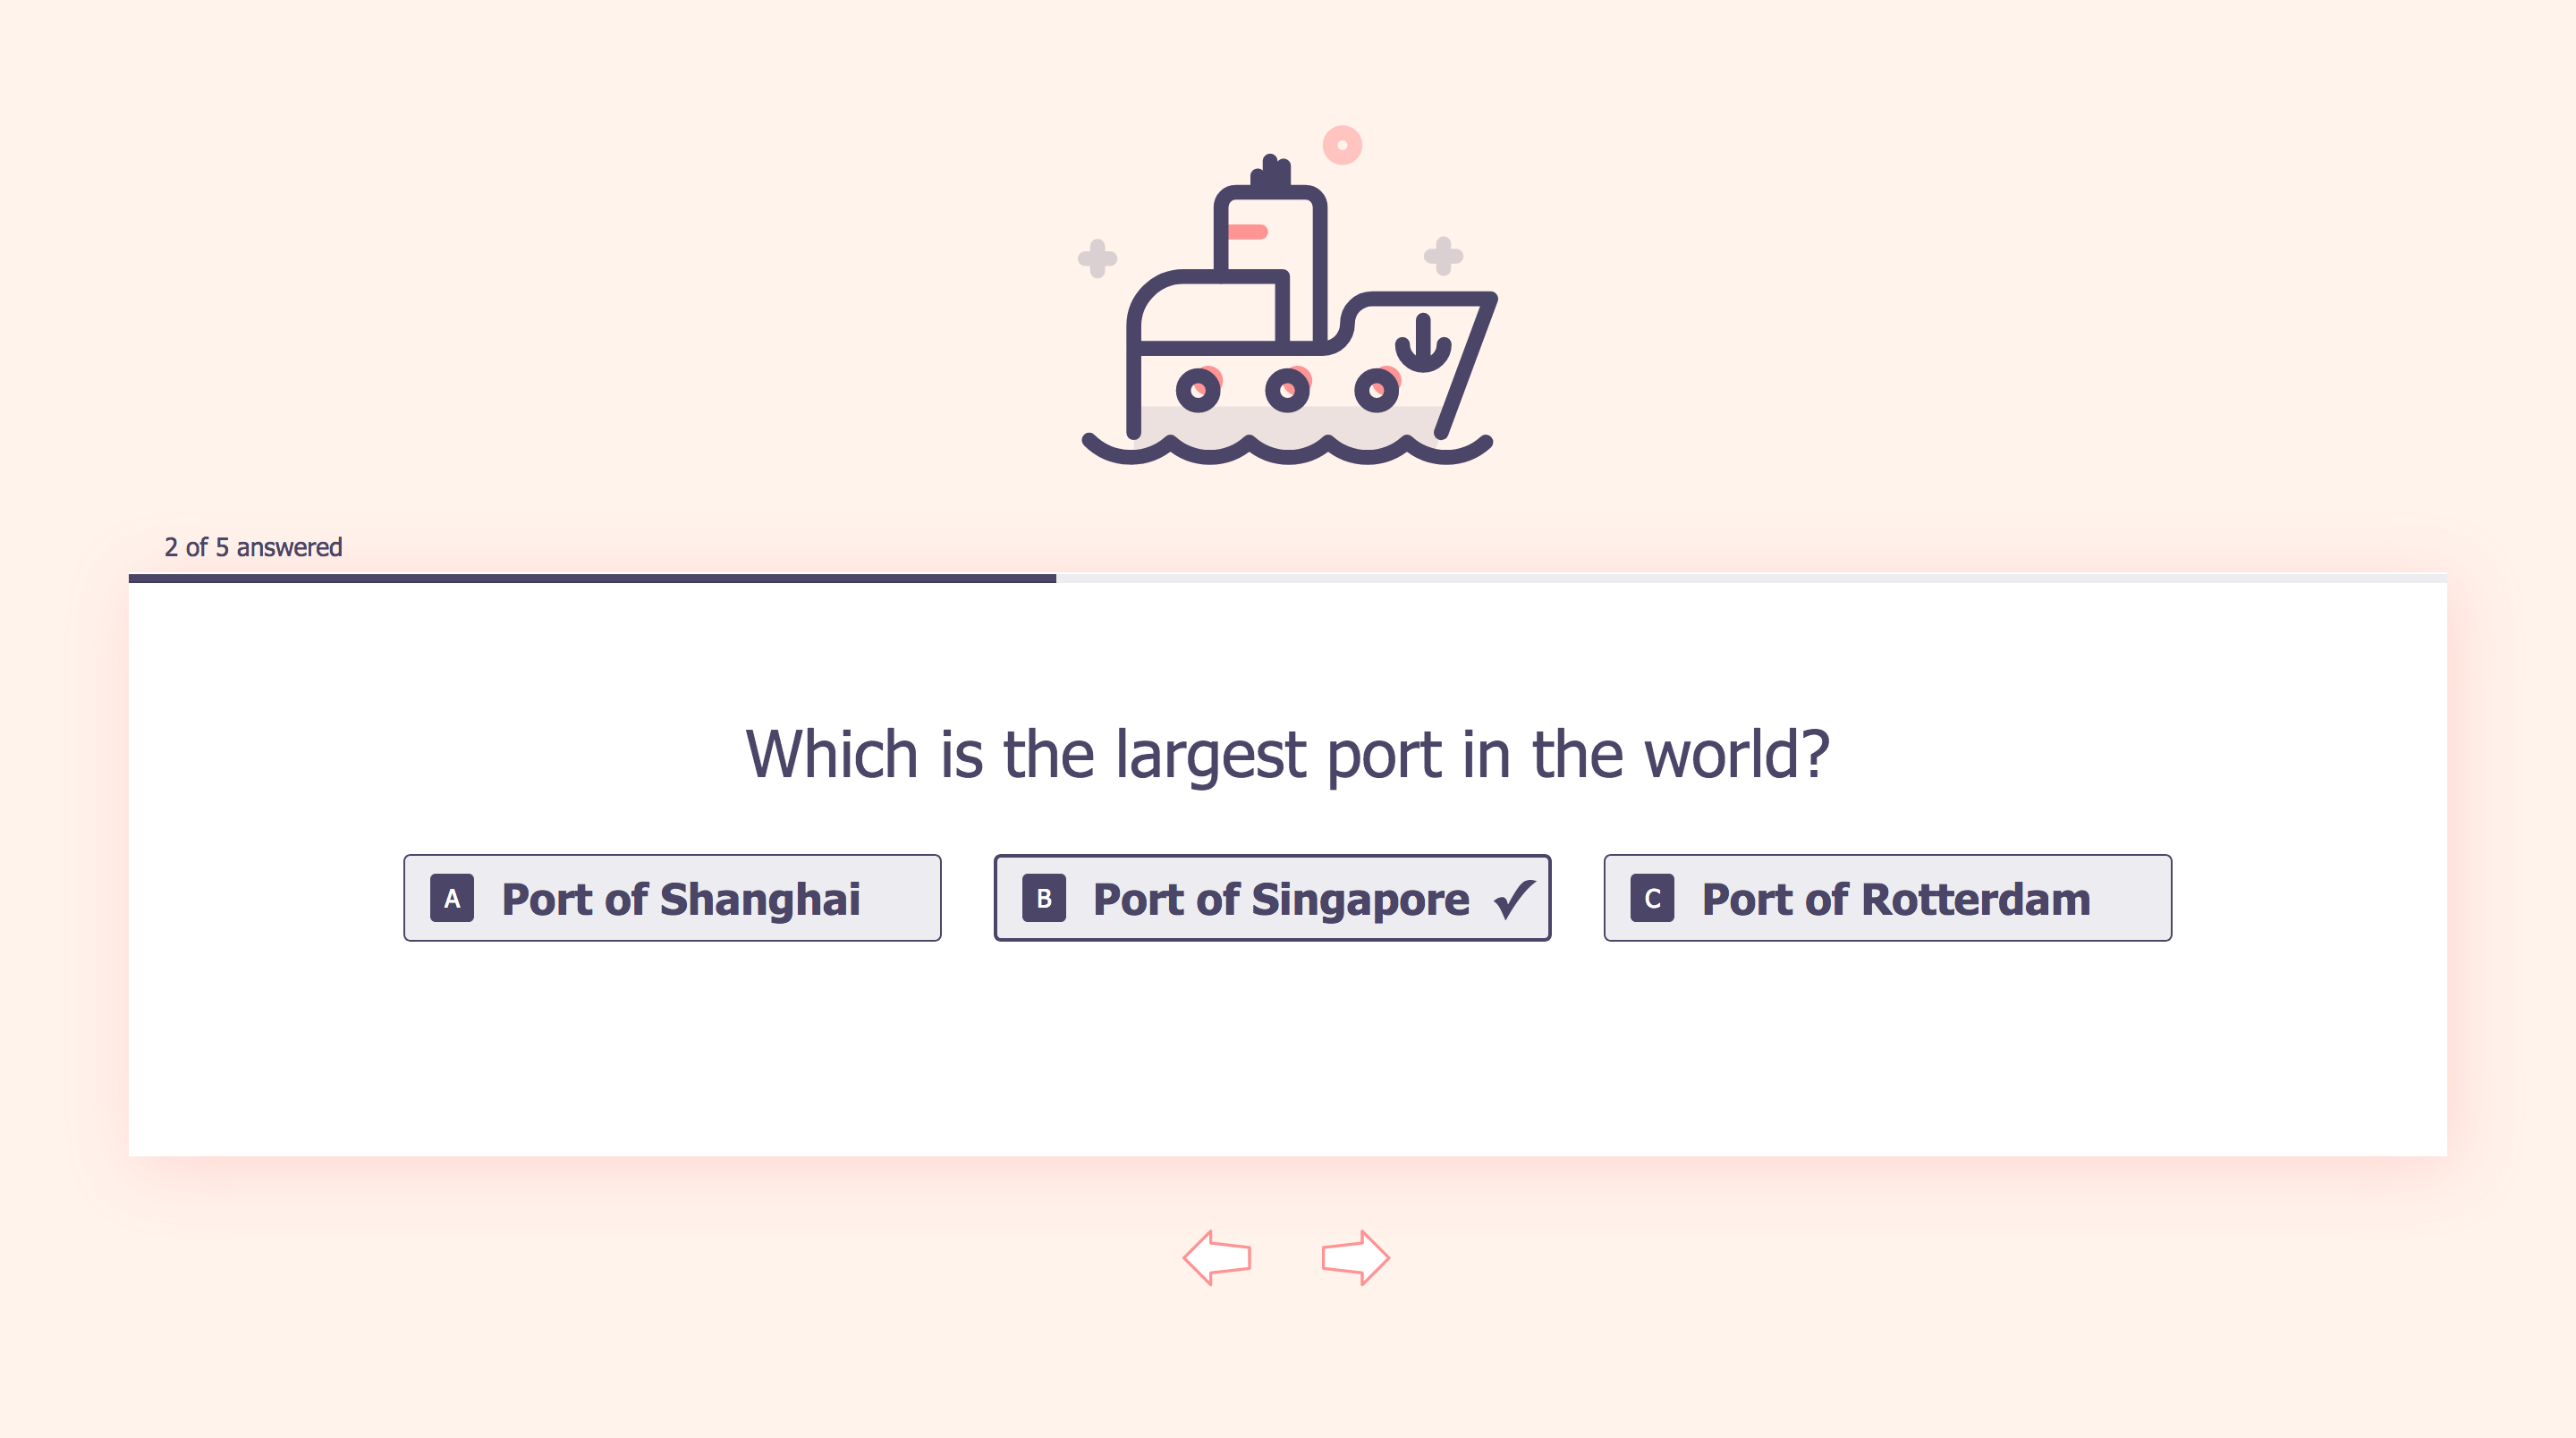 2 of 5 answered
Which is the largest port in the world?
A Port of Shanghai
B Port of Singapore
C Port of Rotterdam